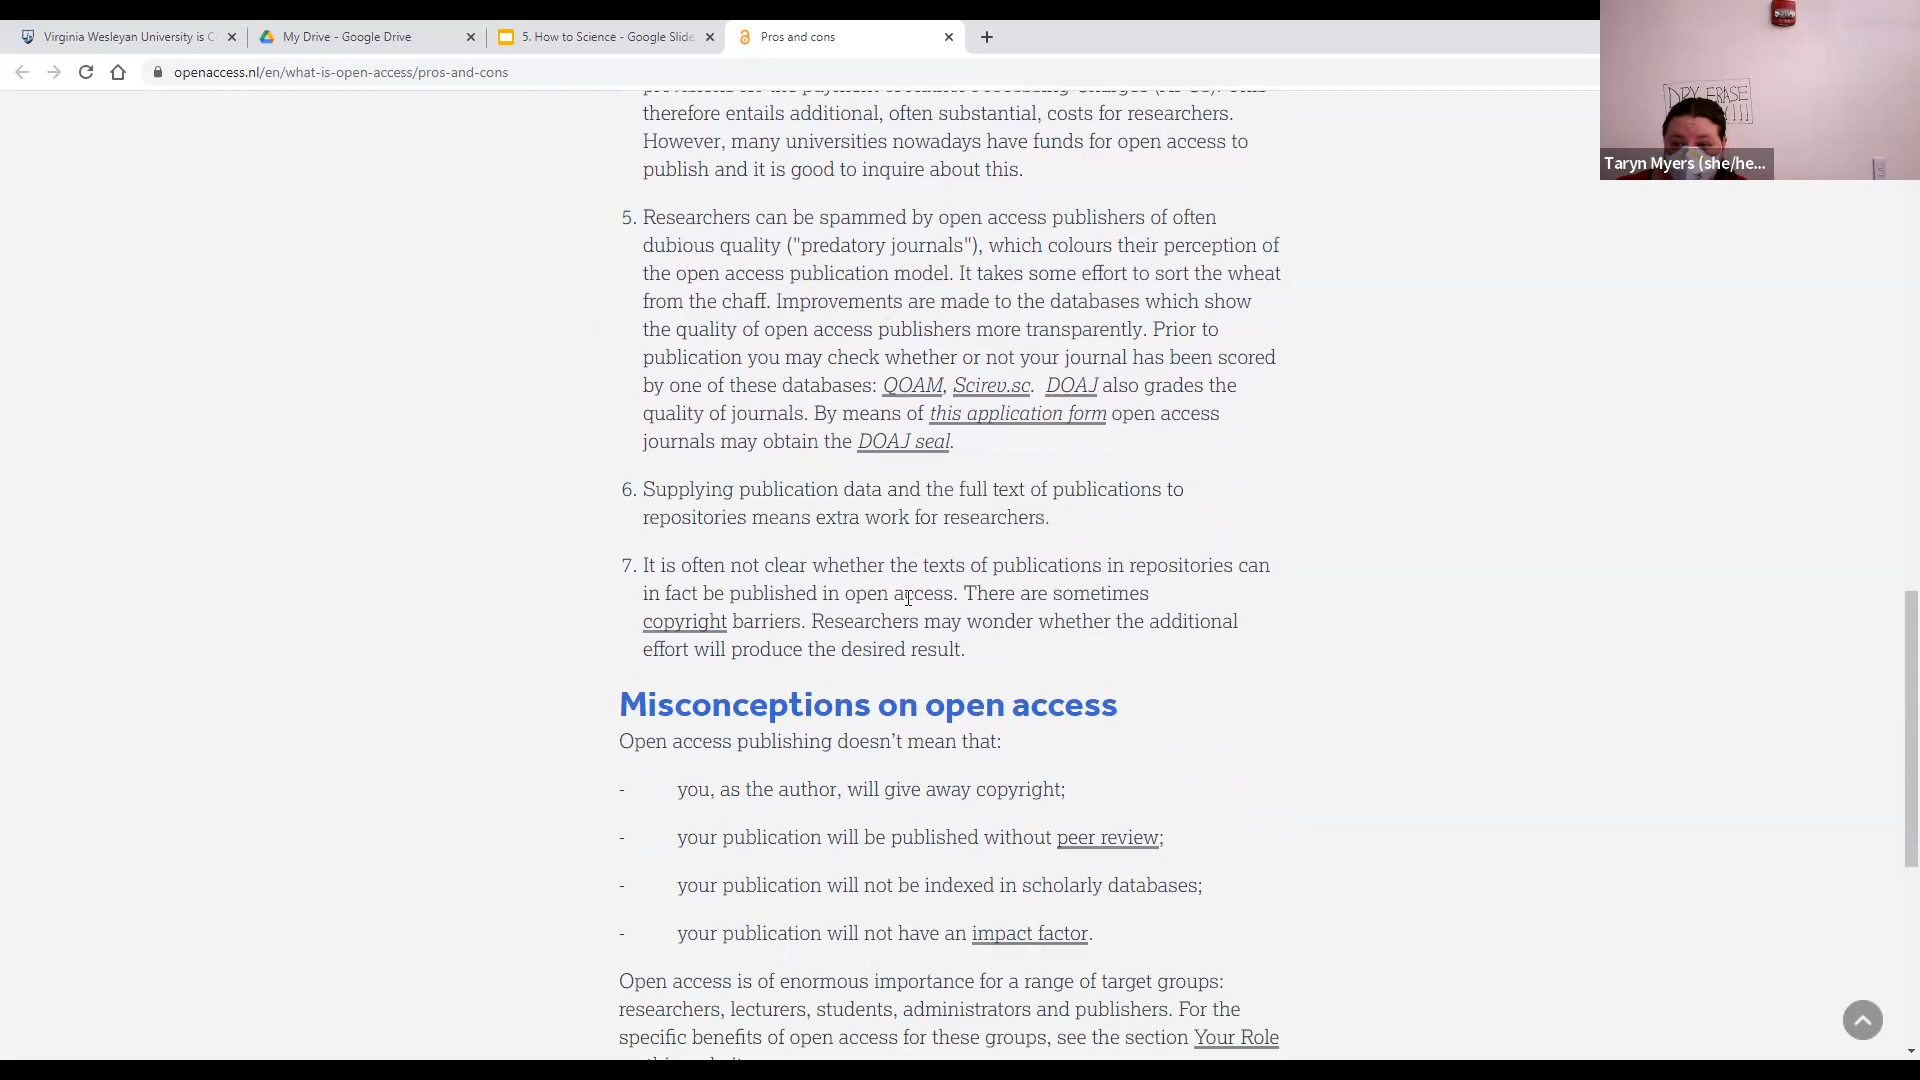 Virginia Wesleyan University is C
My Drive - Google Drive
5. How to Science - Google Slide
Pros and cons
openaccess.nl/en/what-is-open-access/pros-and-cons
DRY ERASE
!!!
Taryn Myers (she/he...
therefore entails additional, often substantial, costs for researchers.
However, many universities nowadays have funds for open access to
publish and it is good to inquire about this.
5. Researchers can be spammed by open access publishers of often
dubious quality ("predatory journals"), which colours their perception of
the open access publication model. It takes some effort to sort the wheat
from the chaff. Improvements are made to the databases which show
the quality of open access publishers more transparently. Prior to
publication you may check whether or not your journal has been scored
by one of these databases: QOAM, Scirev.sc.  DOAJ also grades the
quality of journals. By means of this application form open access
journals may obtain the DOAJ seal.
6. Supplying publication data and the full text of publications to
repositories means extra work for researchers.
7. It is often not clear whether the texts of publications in repositories can
in fact be published in open access. There are sometimes
copyright barriers. Researchers may wonder whether the additional
effort will produce the desired result.
Misconceptions on open access
Open access publishing doesn't mean that:
- you, as the author, will give away copyright;
- your publication will be published without peer review;
- your publication will not be indexed in scholarly databases;
- your publication will not have an impact factor.
Open access is of enormous importance for a range of target groups:
researchers, lecturers, students, administrators and publishers. For the
specific benefits of open access for these groups, see the section Your Role